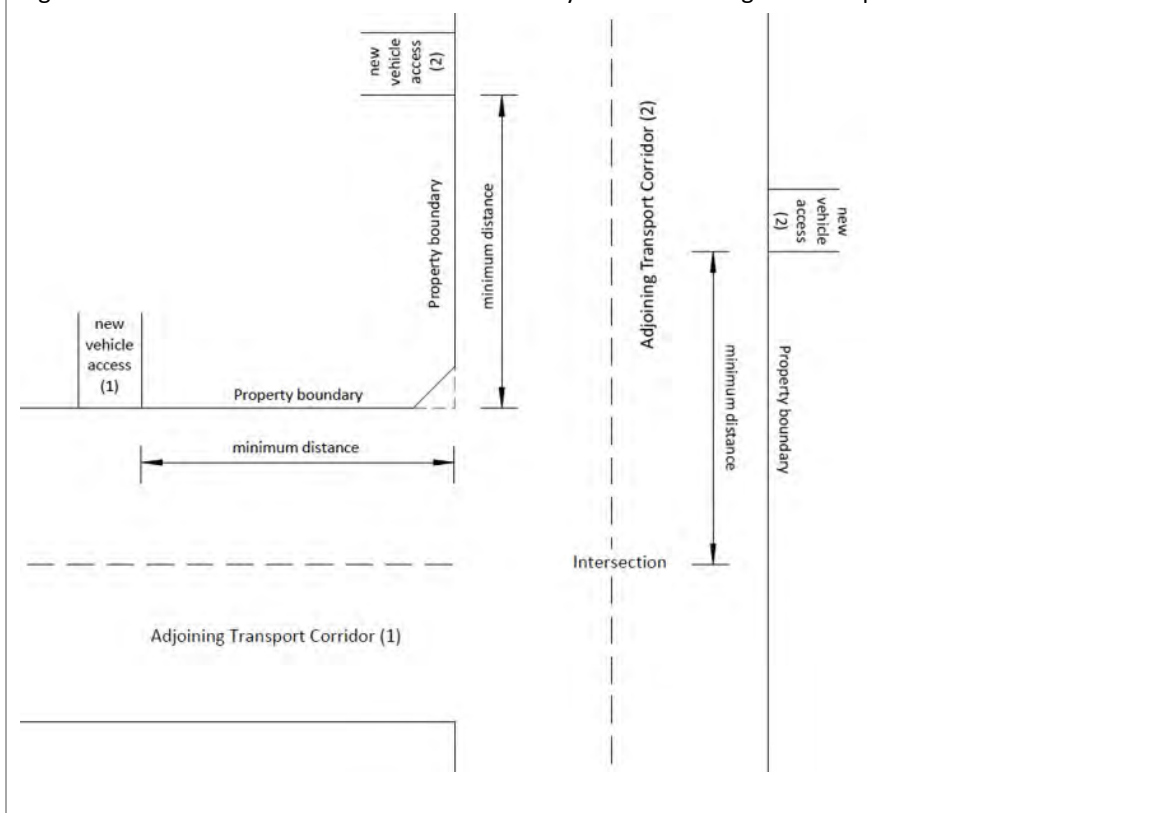 new
vehicle
access
(2)
Property boundary
minimum distance
Adjoining Transport Corridor (2)
new
vehicle
access
(2)
minimum distance
Property boundary
new
vehicle
access
(1)
Property boundary
minimum distance
Intersection
Adjoining Transport Corridor (1)